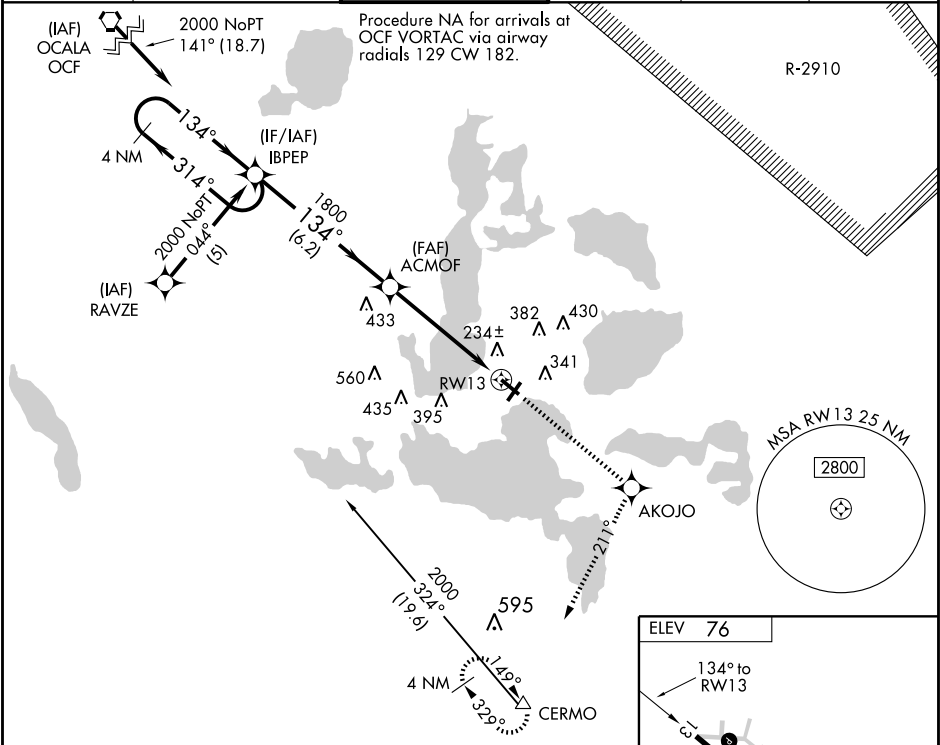 (IAF)
OCALA
OCF
2000 NoPT
141° (18.7)
Procedure NA for arrivals at
OCF VORTAC via airway
radials 129 CW 182.
R-2910
134°
4 NM
314°
(IF/IAF)
IBPEP
2000 NoPT
044°
(5)
(IAF)
RAVZE
1800
134°
(6.2)
(FAF)
ACMOF
433
234±
382
430
341
560
435
395
RW13
MSA RW13 25 NM
2800
AKOJO
211°
2000
324°
(19.6)
595
4 NM
149°
329°
CERMO
ELEV 76
134° to
RW13
13
P